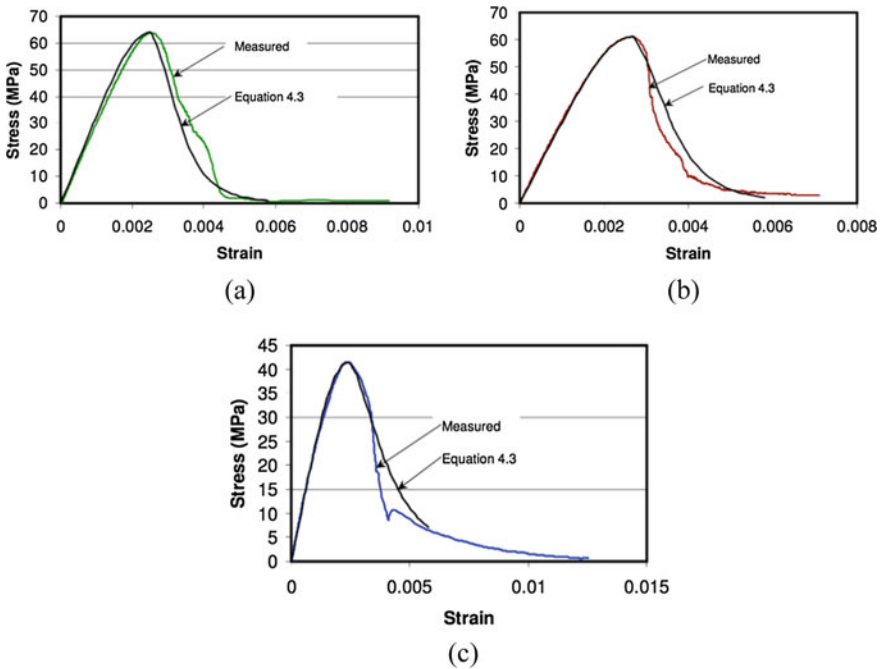 70
60
50
40
30
20
10
0
Stress (MPa)
Measured
Equation 4.3
0
0.002
0.004
0.006
0.008
0.01
Strain
(a)
70
60
50
40
30
20
10
0
Stress (MPa)
Measured
Equation 4.3
0
0.002
0.004
0.006
0.008
Strain
(b)
45
40
35
30
25
20
15
10
5
0
Stress (MPa)
Measured
Equation 4.3
0
0.005
0.01
0.015
Strain
(c)